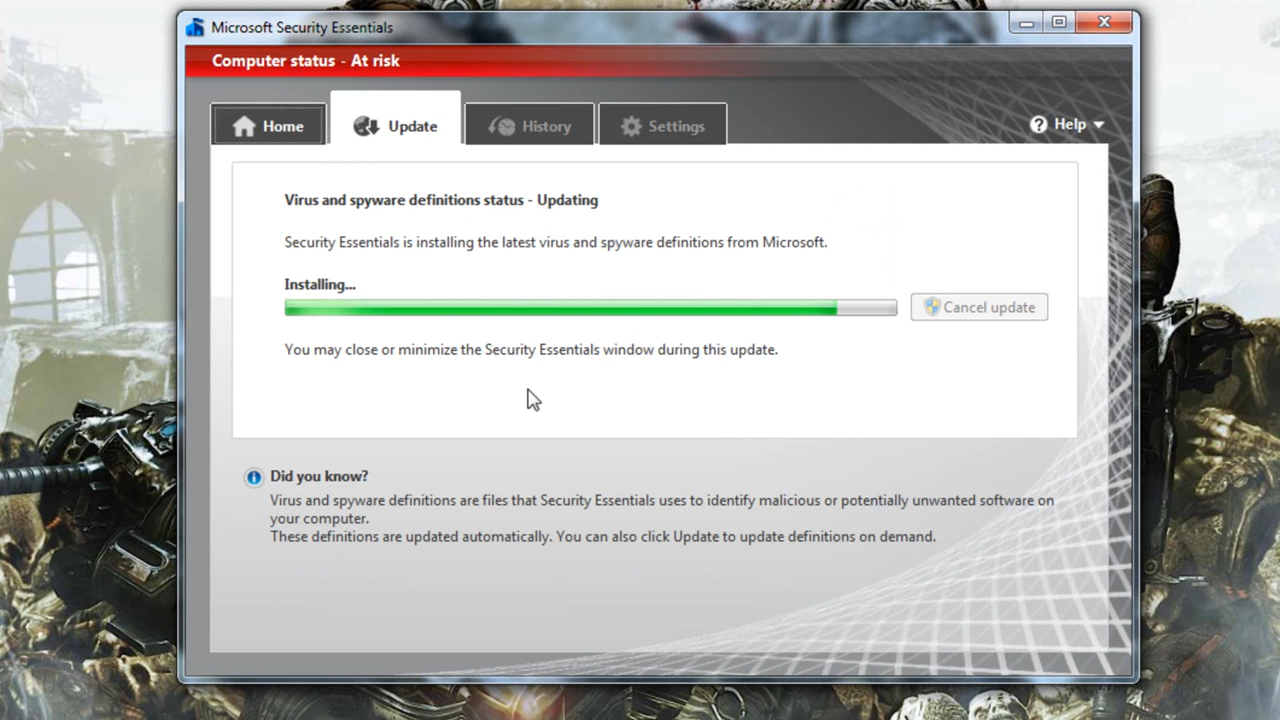 Microsoft Security Essentials
Computer status - At risk
Home
Update
History
Settings
Help
Virus and spyware definitions status - Updating
Security Essentials is installing the latest virus and spyware definitions from Microsoft.
Installing...
Cancel update
You may close or minimize the Security Essentials window during this update.
Did you know?
Virus and spyware definitions are files that Security Essentials uses to identify malicious or potentially unwanted software on
your computer.
These definitions are updated automatically. You can also click Update to update definitions on demand.